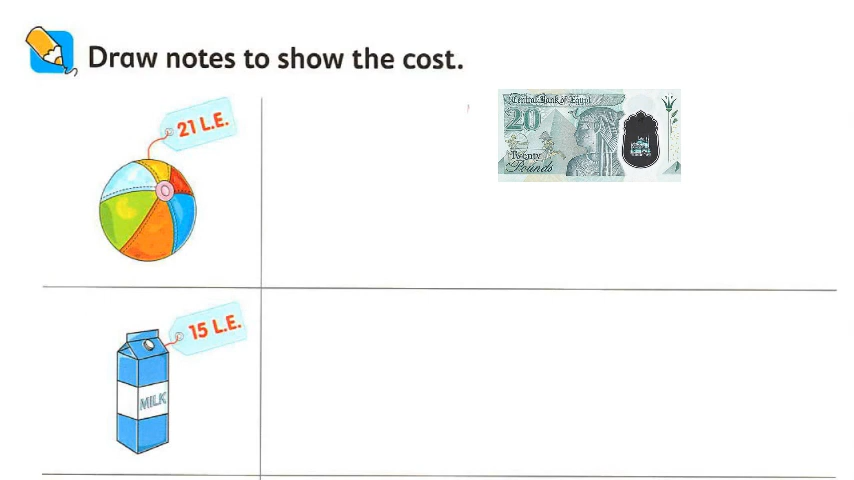 Draw notes to show the cost.
21 L.E.
Central Bank of Egypt
20
Twenty
Pounds
15 L.E.
MILK